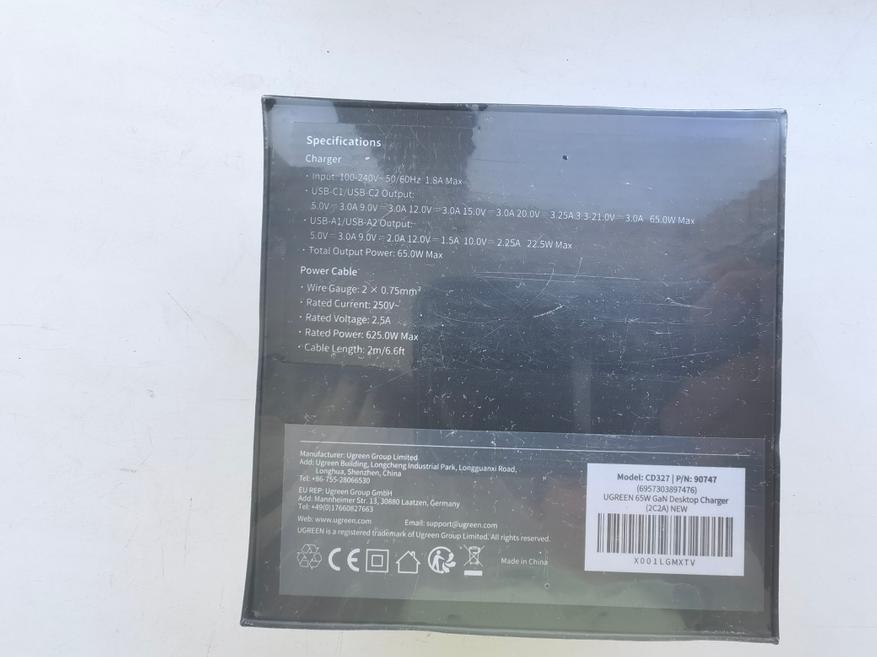 Specifications
Charger
· Input: 100-240V~ 50/60Hz 1.8A Max
· USB-C1/USB-C2 Output:
5.0V⎓3.0A 9.0V⎓3.0A 12.0V⎓3.0A 15.0V⎓3.0A 20.0V⎓3.25A 3.3-21.0V⎓3.0A 65.0W Max
· USB-A1/USB-A2 Output:
5.0V⎓3.0A 9.0V⎓2.0A 12.0V⎓1.5A 10.0V⎓2.25A 22.5W Max
· Total Output Power: 65.0W Max
Power Cable
· Wire Gauge: 2 × 0.75mm²
· Rated Current: 250V~
· Rated Voltage: 2.5A
· Rated Power: 625.0W Max
· Cable Length: 2m/6.6ft
Manufacturer: Ugreen Group Limited
Add: Ugreen Building, Longcheng Industrial Park, Longguanxi Road,
Longhua, Shenzhen, China
Tel: +86-755-28066530
EU REP: Ugreen Group GmbH
Add: Mannheimer Str. 13, 30880 Laatzen, Germany
Tel: +49(0)17660827663
Web: www.ugreen.com Email: support@ugreen.com
UGREEN is a registered trademark of Ugreen Group Limited. All rights reserved.
CE
Made in China
Model: CD327 | P/N: 90747
(6957303897476)
UGREEN 65W GaN Desktop Charger
(2C2A) NEW
X001LGMXTV